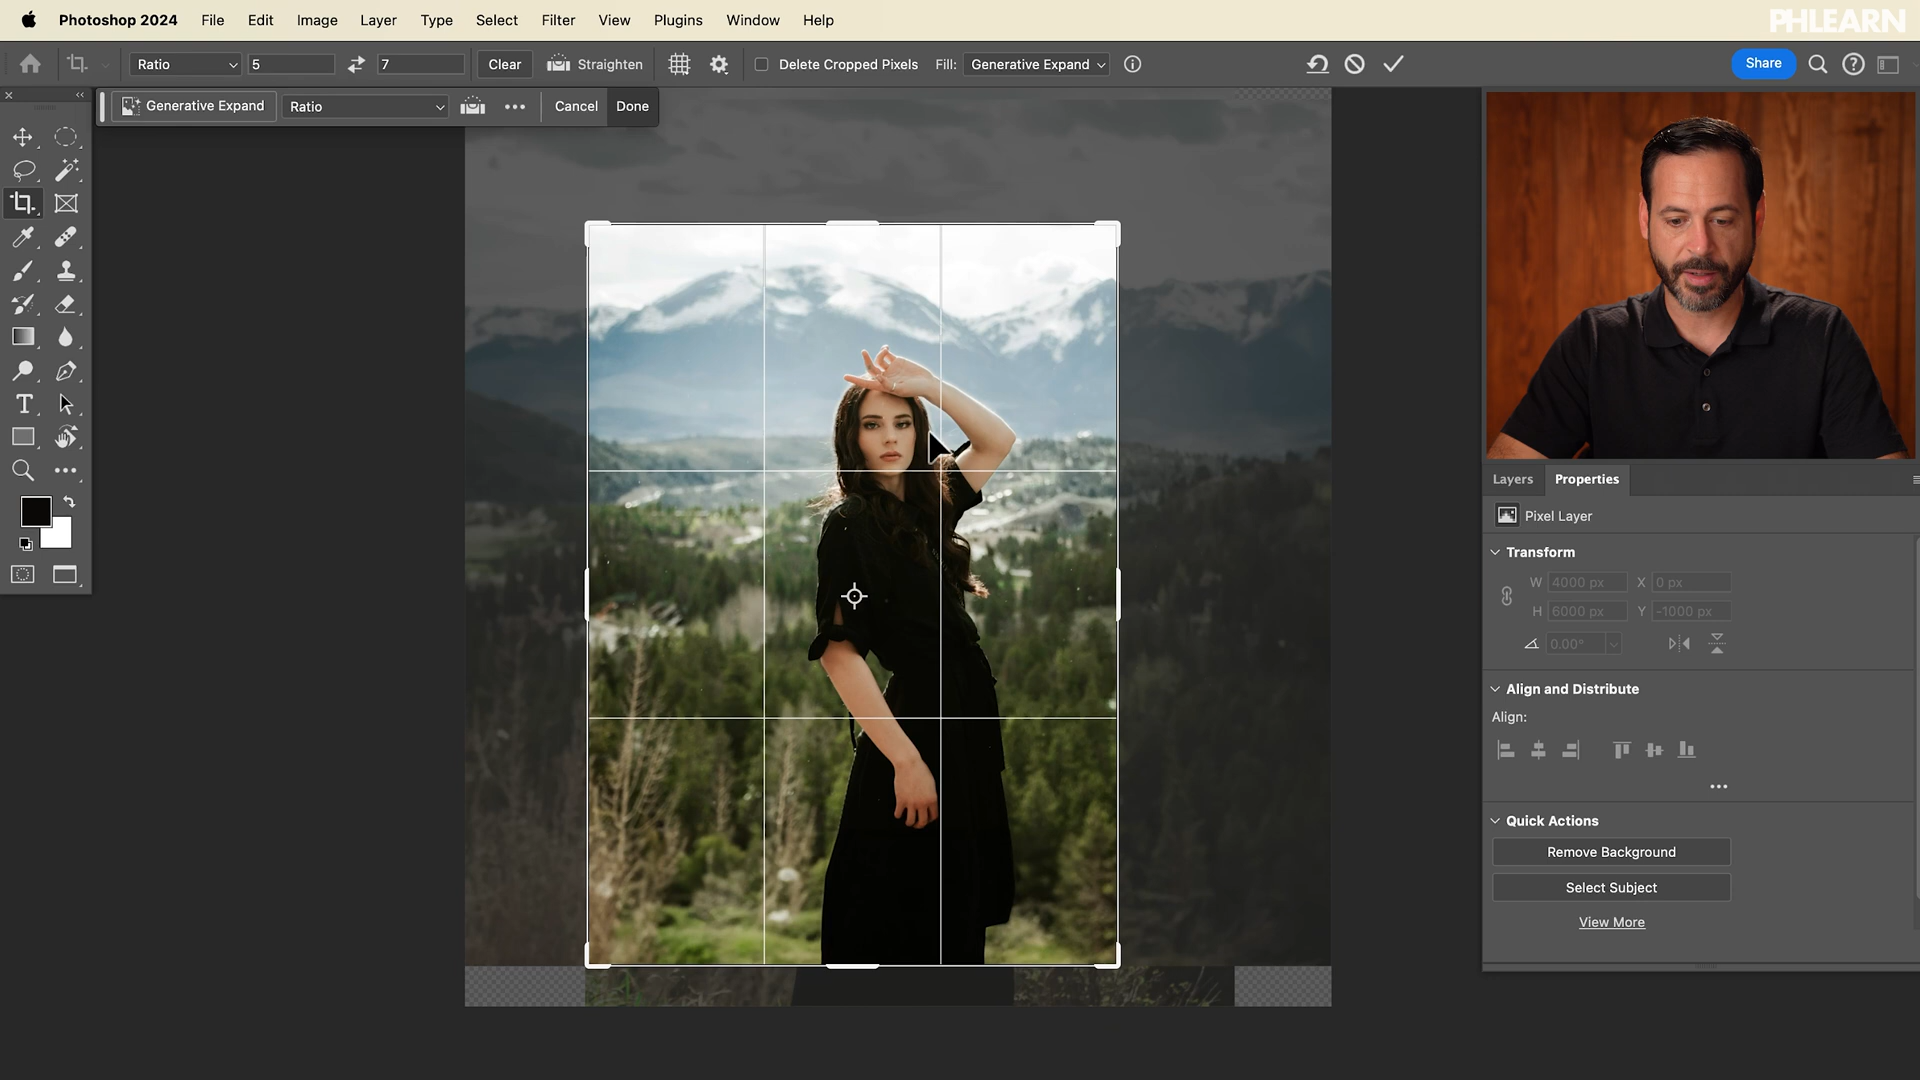 Photoshop 2024 File Edit Image Layer Type Select Filter View Plugins Window Help
PHLEARN
Ratio 5 7 Clear Straighten Delete Cropped Pixels Fill: Generative Expand Share
Generative Expand Ratio Cancel Done
Layers Properties
Pixel Layer
Transform
W 4000 px X 0 px
H 6000 px Y -1000 px
0.00°
Align and Distribute
Align:
Quick Actions
Remove Background
Select Subject
View More